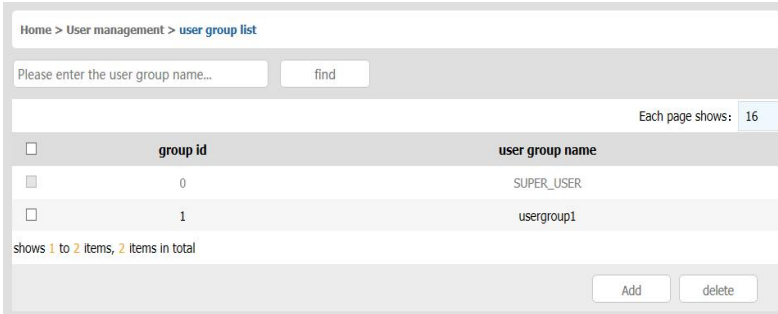 Home > User management > user group list
Please enter the user group name... find
Each page shows: 16
group id user group name
0 SUPER_USER
1 usergroup1
shows 1 to 2 items, 2 items in total
Add delete